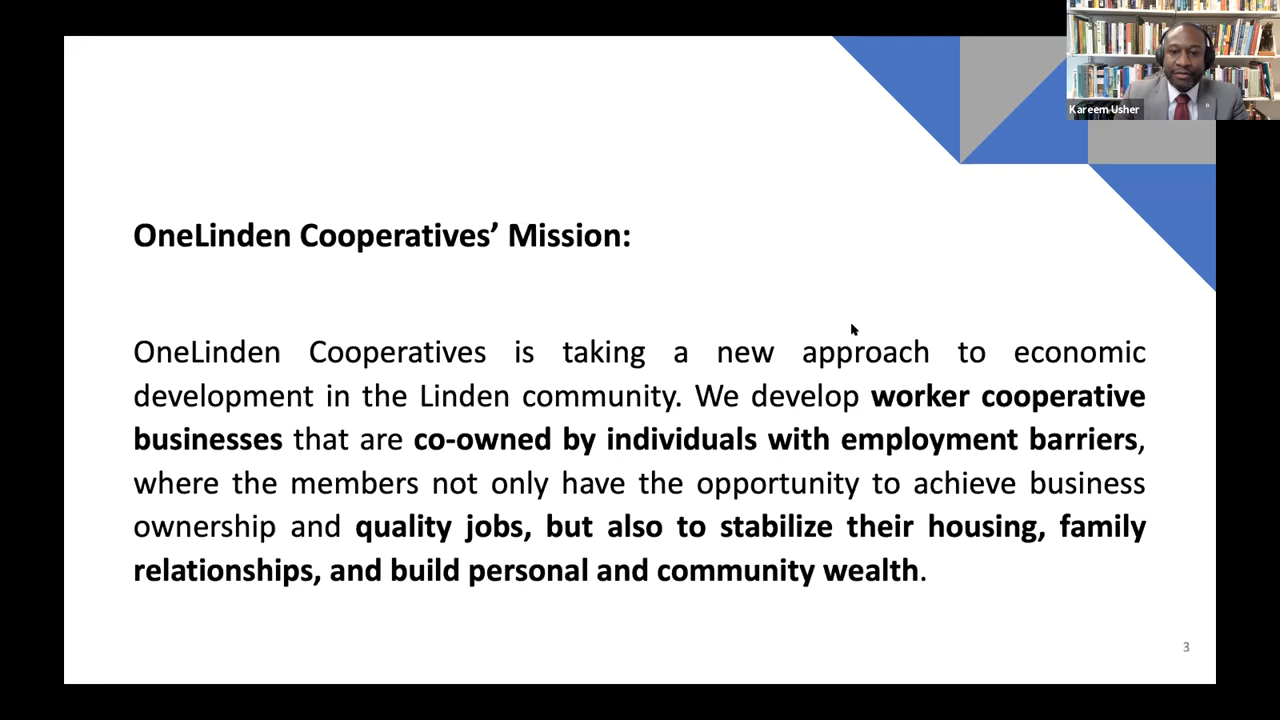 Kareem Usher
OneLinden Cooperatives’ Mission:
OneLinden Cooperatives is taking a new approach to economic
development in the Linden community. We develop worker cooperative
businesses that are co-owned by individuals with employment barriers,
where the members not only have the opportunity to achieve business
ownership and quality jobs, but also to stabilize their housing, family
relationships, and build personal and community wealth.
3